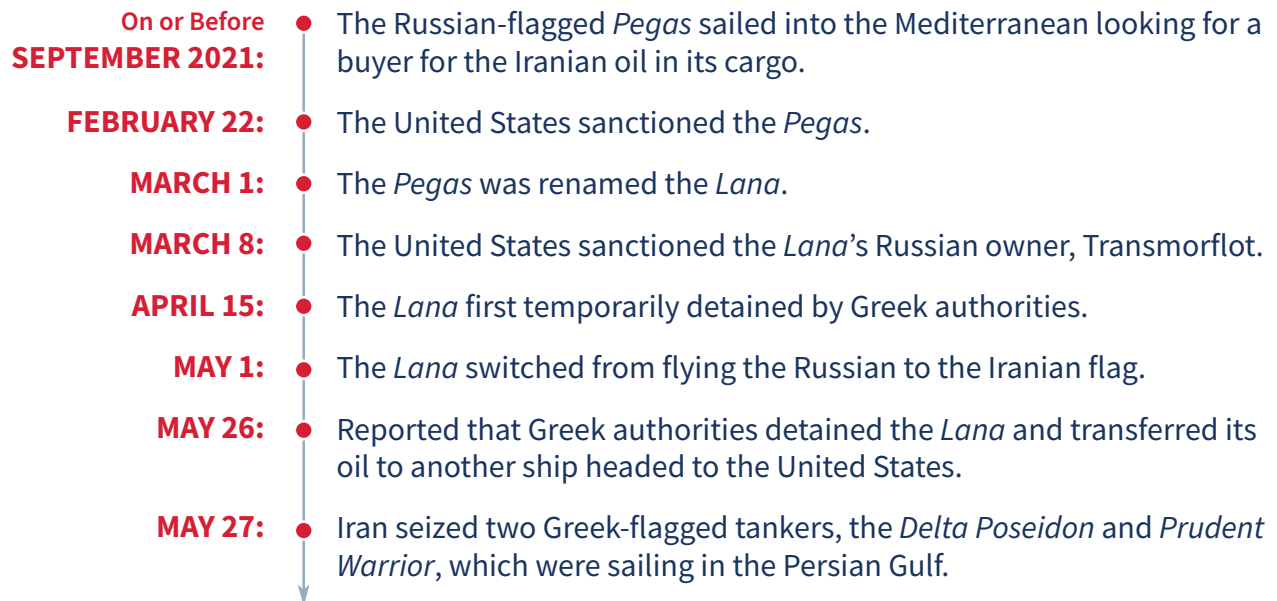 On or Before
SEPTEMBER 2021:
The Russian-flagged Pegas sailed into the Mediterranean looking for a
buyer for the Iranian oil in its cargo.
FEBRUARY 22:
The United States sanctioned the Pegas.
MARCH 1:
The Pegas was renamed the Lana.
MARCH 8:
The United States sanctioned the Lana’s Russian owner, Transmorflot.
APRIL 15:
The Lana first temporarily detained by Greek authorities.
MAY 1:
The Lana switched from flying the Russian to the Iranian flag.
MAY 26:
Reported that Greek authorities detained the Lana and transferred its
oil to another ship headed to the United States.
MAY 27:
Iran seized two Greek-flagged tankers, the Delta Poseidon and Prudent
Warrior, which were sailing in the Persian Gulf.